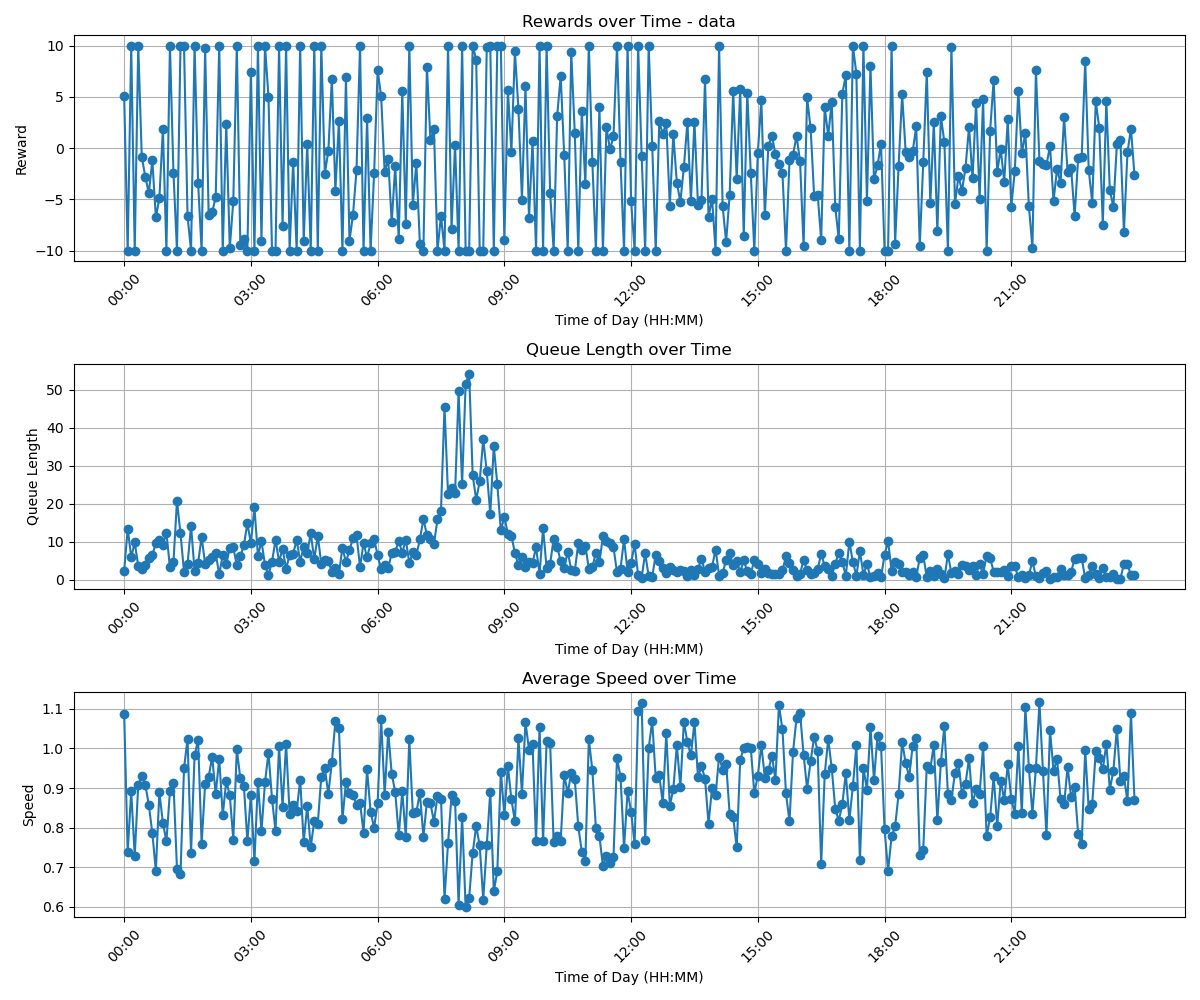 Rewards over Time - data
10
5
0
−5
−10
Reward
00:00 03:00 06:00 09:00 12:00 15:00 18:00 21:00
Time of Day (HH:MM)
Queue Length over Time
50
40
30
20
10
0
Queue Length
00:00 03:00 06:00 09:00 12:00 15:00 18:00 21:00
Time of Day (HH:MM)
Average Speed over Time
1.1
1.0
0.9
0.8
0.7
0.6
Speed
00:00 03:00 06:00 09:00 12:00 15:00 18:00 21:00
Time of Day (HH:MM)